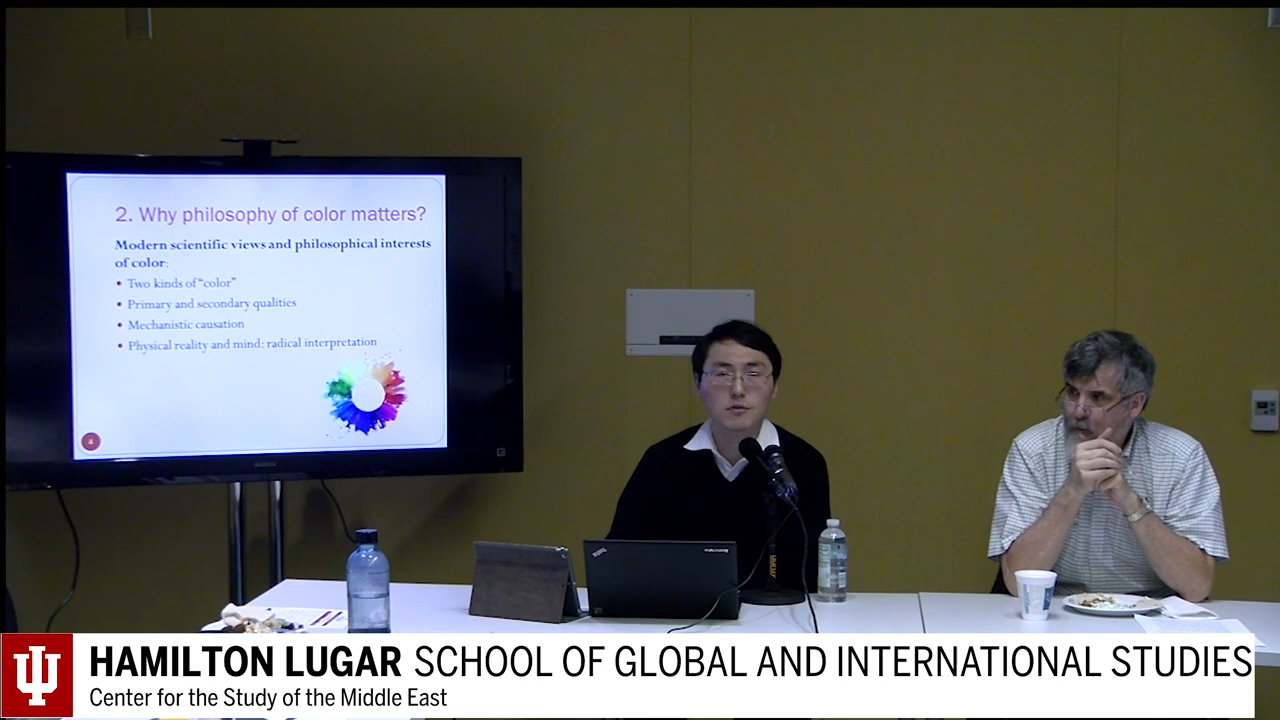 2. Why philosophy of color matters?
Modern scientific views and philosophical interests
of color:
• Two kinds of "color"
• Primary and secondary qualities
• Mechanistic causation
• Physical reality and mind: radical interpretation
4
SONY
ThinkPad
HAMILTON LUGAR SCHOOL OF GLOBAL AND INTERNATIONAL STUDIES
Center for the Study of the Middle East